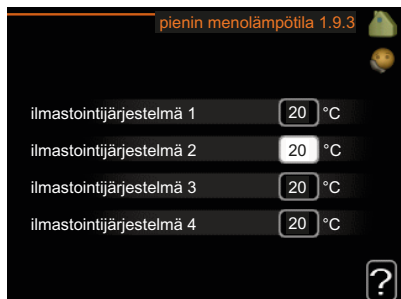 pienin menolämpötila 1.9.3
ilmastointijärjestelmä 1 20 °C
ilmastointijärjestelmä 2 20 °C
ilmastointijärjestelmä 3 20 °C
ilmastointijärjestelmä 4 20 °C
?